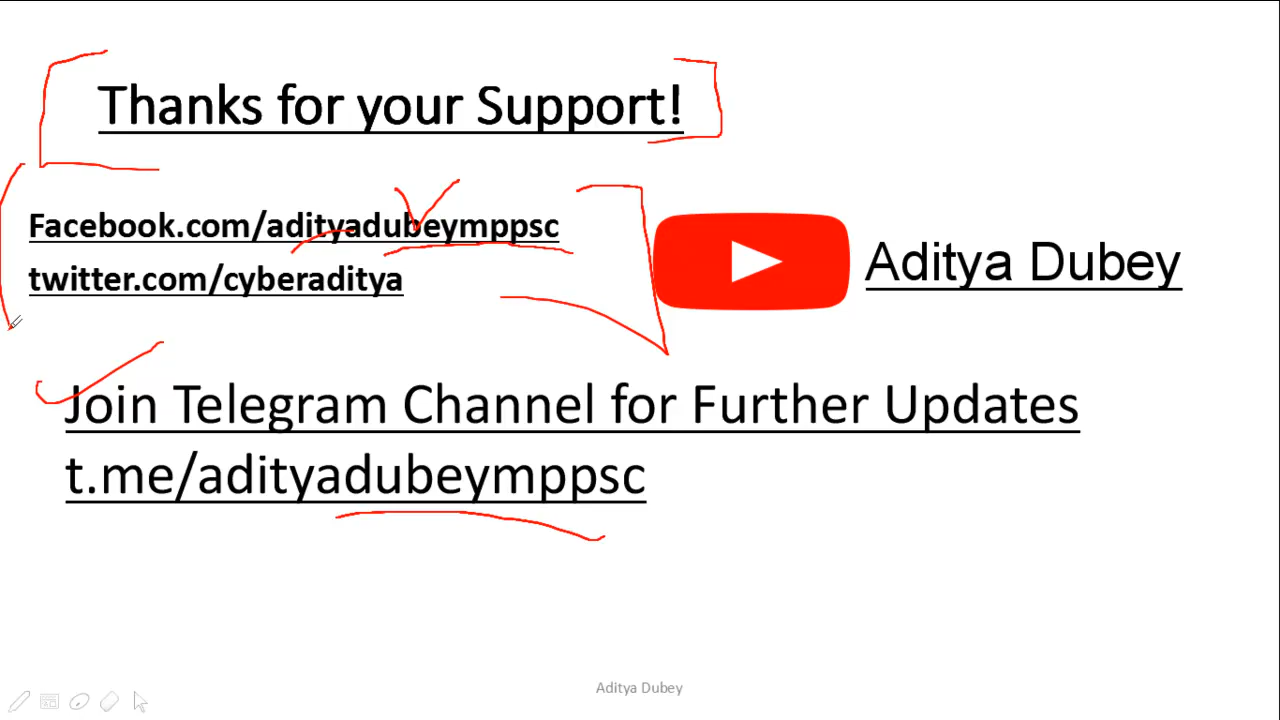 Thanks for your Support!
Facebook.com/adityadubeymppsc
twitter.com/cyberaditya
Aditya Dubey
Join Telegram Channel for Further Updates
t.me/adityadubeymppsc
Aditya Dubey